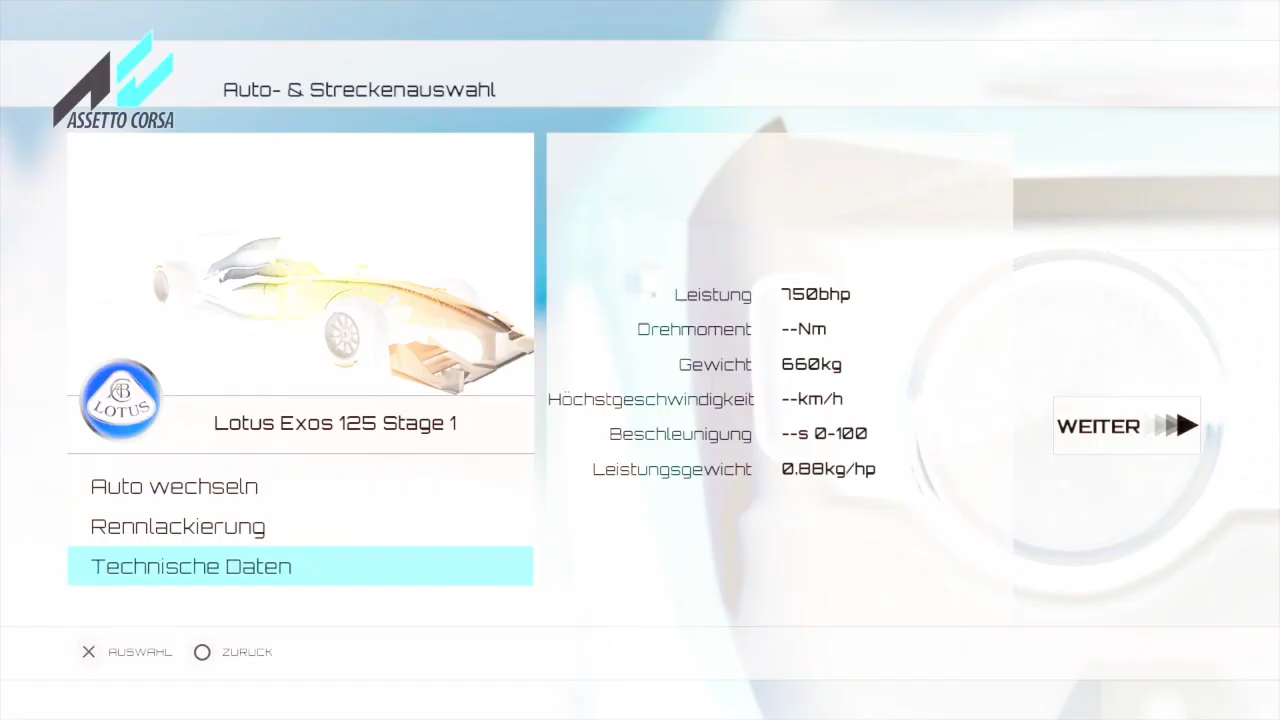 Auto- & Streckenauswahl
ASSETTO CORSA
LOTUS
Lotus Exos 125 Stage 1
Auto wechseln
Rennlackierung
Technische Daten
Leistung 750bhp
Drehmoment --Nm
Gewicht 660kg
Höchstgeschwindigkeit --km/h
Beschleunigung --s 0-100
Leistungsgewicht 0.88kg/hp
WEITER
AUSWAHL ZURÜCK